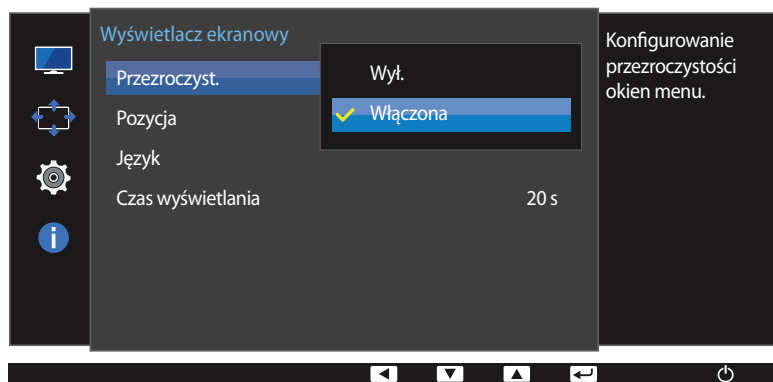 Wyświetlacz ekranowy
Przezroczyst.
Wył.
Włączona
Pozycja
Język
Czas wyświetlania 20 s
Konfigurowanie
przezroczystości
okien menu.